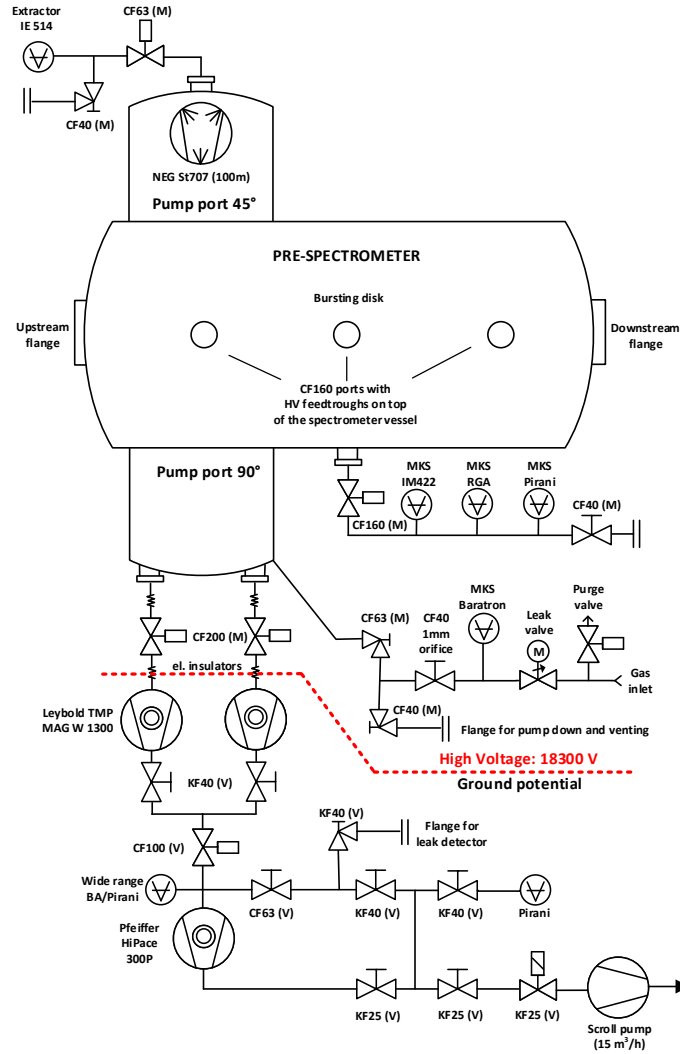 Extractor
IE 514
CF63 (M)
CF40 (M)
NEG St707 (100m)
Pump port 45°
PRE-SPECTROMETER
Bursting disk
Upstream
flange
Downstream
flange
CF160 ports with
HV feedtroughs on top
of the spectrometer
vessel
Pump port 90°
MKS
IM422
MKS
RGA
MKS
Pirani
CF40 (M)
CF160 (M)
MKS
Baratron
Purge
valve
CF63 (M)
CF40
1mm
orifice
Leak
valve
M
CF200 (M)
el. insulators
Gas
inlet
Leybold TMP
MAG W 1300
CF40 (M)
Flange for pump down and venting
High Voltage: 18300 V
Ground potential
KF40 (V)
KF40 (V)
Flange for
leak detector
CF100 (V)
Wide range
BA/Pirani
CF63 (V)
KF40 (V)
KF40 (V)
Pirani
Pfeiffer
HiPace
300P
KF25 (V)
KF25 (V)
KF25 (V)
Scroll pump
(15 m³/h)